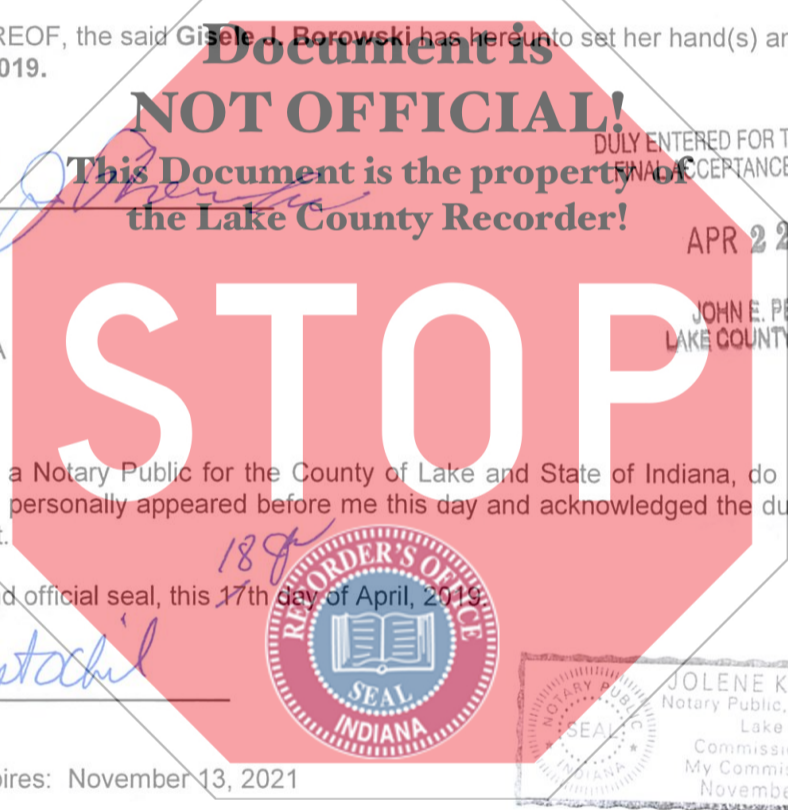 REOF, the said Gisele J. Borowski has hereunto set her hand(s) an
019.
Document is
NOT OFFICIAL!
This Document is the property of
the Lake County Recorder!
DULY ENTERED FOR T
FINAL ACCEPTANCE
APR 22
JOHN E. PE
LAKE COUNTY
STOP
a Notary Public for the County of Lake and State of Indiana, do
personally appeared before me this day and acknowledged the du
t.
18
d official seal, this 17th day of April, 2019.
RECORDER'S OFFICE
SEAL
INDIANA
JOLENE K
Notary Public,
Lake
Commissi
My Commis
Novembe
NOTARY PUBLIC
SEAL
INDIANA
ires: November 13, 2021